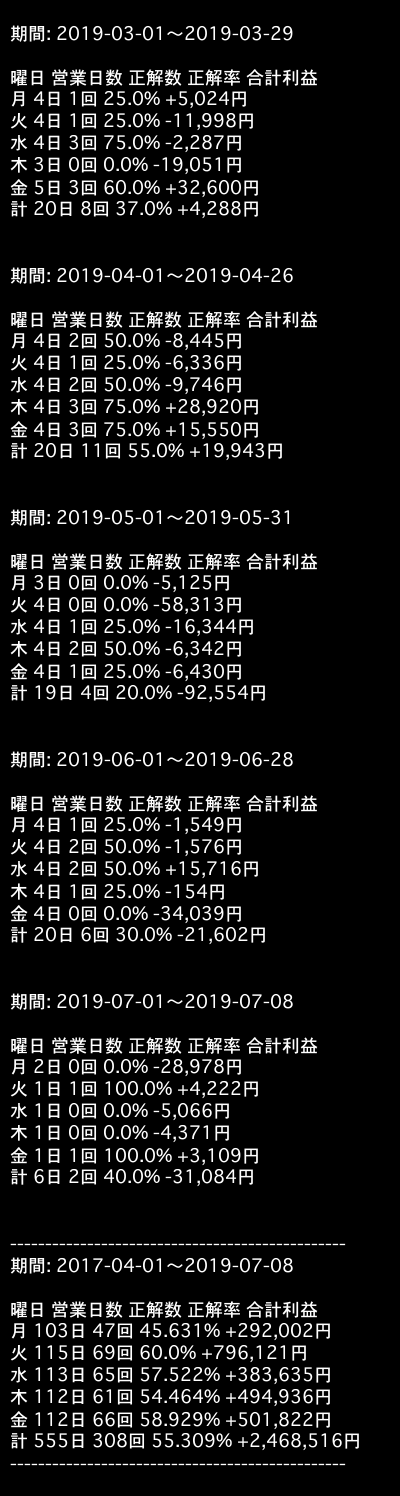 期間: 2019-03-01〜2019-03-29
曜日 営業日数 正解数 正解率 合計利益
月 4日 1回 25.0% +5,024円
火 4日 1回 25.0% -11,998円
水 4日 3回 75.0% -2,287円
木 3日 0回 0.0% -19,051円
金 5日 3回 60.0% +32,600円
計 20日 8回 37.0% +4,288円
期間: 2019-04-01〜2019-04-26
曜日 営業日数 正解数 正解率 合計利益
月 4日 2回 50.0% -8,445円
火 4日 1回 25.0% -6,336円
水 4日 2回 50.0% -9,746円
木 4日 3回 75.0% +28,920円
金 4日 3回 75.0% +15,550円
計 20日 11回 55.0% +19,943円
期間: 2019-05-01〜2019-05-31
曜日 営業日数 正解数 正解率 合計利益
月 3日 0回 0.0% -5,125円
火 4日 0回 0.0% -58,313円
水 4日 1回 25.0% -16,344円
木 4日 2回 50.0% -6,342円
金 4日 1回 25.0% -6,430円
計 19日 4回 20.0% -92,554円
期間: 2019-06-01〜2019-06-28
曜日 営業日数 正解数 正解率 合計利益
月 4日 1回 25.0% -1,549円
火 4日 2回 50.0% -1,576円
水 4日 2回 50.0% +15,716円
木 4日 1回 25.0% -154円
金 4日 0回 0.0% -34,039円
計 20日 6回 30.0% -21,602円
期間: 2019-07-01〜2019-07-08
曜日 営業日数 正解数 正解率 合計利益
月 2日 0回 0.0% -28,978円
火 1日 1回 100.0% +4,222円
水 1日 0回 0.0% -5,066円
木 1日 0回 0.0% -4,371円
金 1日 1回 100.0% +3,109円
計 6日 2回 40.0% -31,084円
------------------------------------------------
期間: 2017-04-01〜2019-07-08
曜日 営業日数 正解数 正解率 合計利益
月 103日 47回 45.631% +292,002円
火 115日 69回 60.0% +796,121円
水 113日 65回 57.522% +383,635円
木 112日 61回 54.464% +494,936円
金 112日 66回 58.929% +501,822円
計 555日 308回 55.309% +2,468,516円
------------------------------------------------